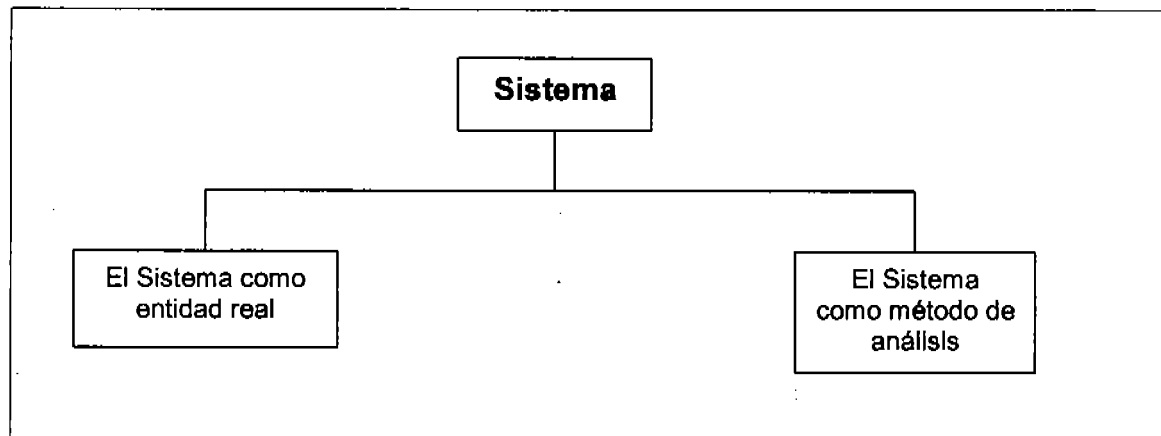 Sistema
El Sistema como
entidad real
El Sistema
como método de
análisis